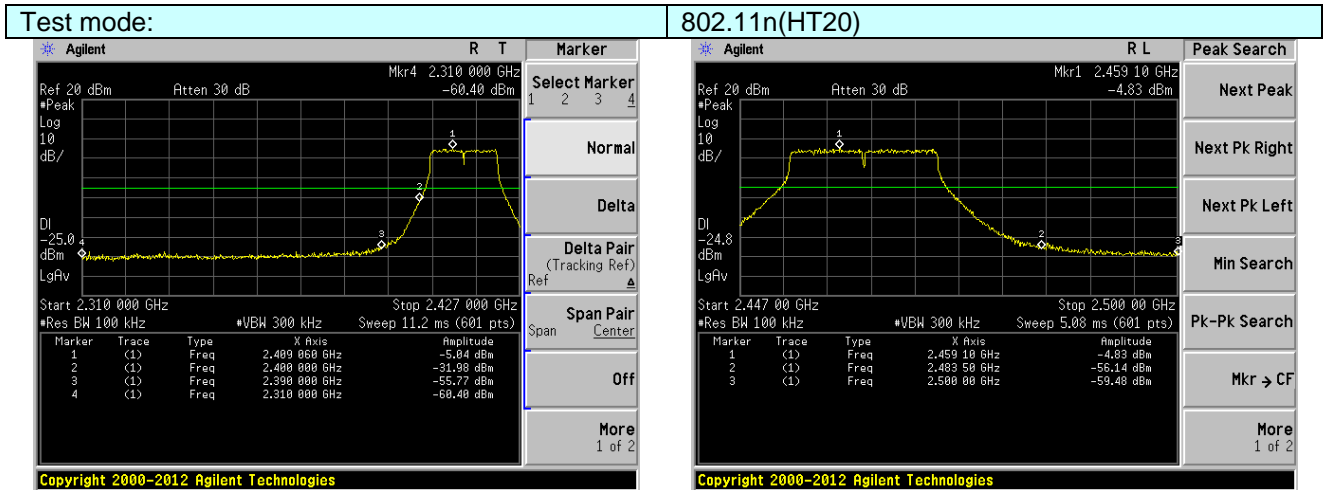 Test mode: 802.11n(HT20)
Agilent R T Marker
Mkr4 2.310 000 GHz
Ref 20 dBm Atten 30 dB -60.40 dBm
#Peak
Log
10
dB/
1
2
3
4
DI
-25.0
dBm
LgAv
Start 2.310 000 GHz Stop 2.427 000 GHz
#Res BW 100 kHz #VBW 300 kHz Sweep 11.2 ms (601 pts)
Marker Trace Type X Axis Amplitude
1 (1) Freq 2.409 060 GHz -5.04 dBm
2 (1) Freq 2.400 000 GHz -31.98 dBm
3 (1) Freq 2.390 000 GHz -55.77 dBm
4 (1) Freq 2.310 000 GHz -60.40 dBm
Copyright 2000-2012 Agilent Technologies
Select Marker
1 2 3 4
Normal
Delta
Delta Pair
(Tracking Ref)
Ref Δ
Span Pair
Span Center
Off
More
1 of 2
Agilent R L Peak Search
Mkr1 2.459 10 GHz
Ref 20 dBm Atten 30 dB -4.83 dBm
#Peak
Log
10
dB/
1
2
3
DI
-24.8
dBm
LgAv
Start 2.447 00 GHz Stop 2.500 00 GHz
#Res BW 100 kHz #VBW 300 kHz Sweep 5.08 ms (601 pts)
Marker Trace Type X Axis Amplitude
1 (1) Freq 2.459 10 GHz -4.83 dBm
2 (1) Freq 2.483 50 GHz -56.14 dBm
3 (1) Freq 2.500 00 GHz -59.48 dBm
Copyright 2000-2012 Agilent Technologies
Next Peak
Next Pk Right
Next Pk Left
Min Search
Pk-Pk Search
Mkr → CF
More
1 of 2